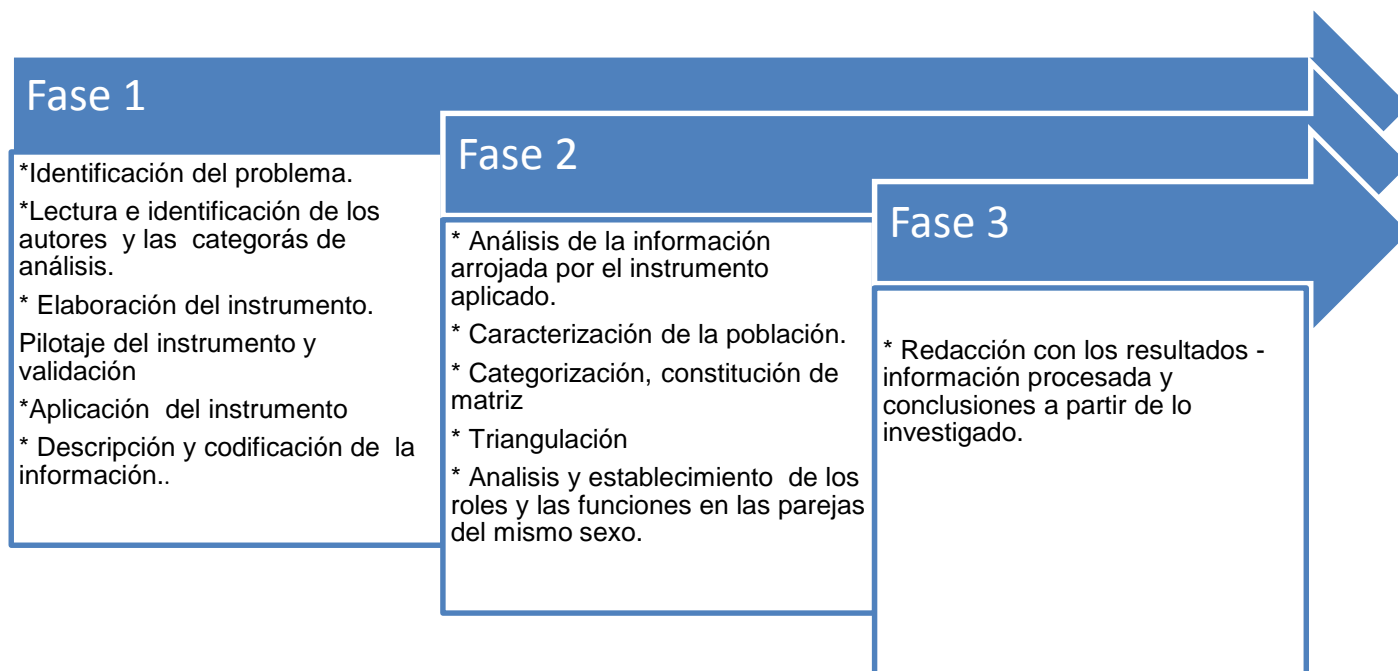 Fase 1
*Identificación del problema.
*Lectura e identificación de los
autores y las categorás de
análisis.
* Elaboración del instrumento.
Pilotaje del instrumento y
validación
*Aplicación del instrumento
* Descripción y codificación de la
información..
Fase 2
* Análisis de la información
arrojada por el instrumento
aplicado.
* Caracterización de la población.
* Categorización, constitución de
matriz
* Triangulación
* Analisis y establecimiento de los
roles y las funciones en las parejas
del mismo sexo.
Fase 3
* Redacción con los resultados -
información procesada y
conclusiones a partir de lo
investigado.